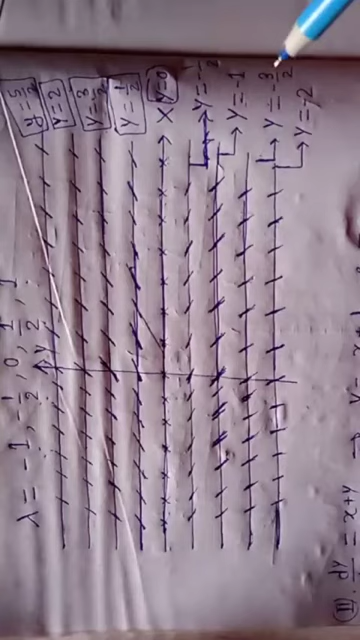 λ = -1, -1/2, 0, 1/2, 1
Y
y = 5/2
y = 2
y = 3/2
y = 1/2
X
y=0
y = -1/2
y = -1
y = -3/2
y = -2
(II). dy = x+y